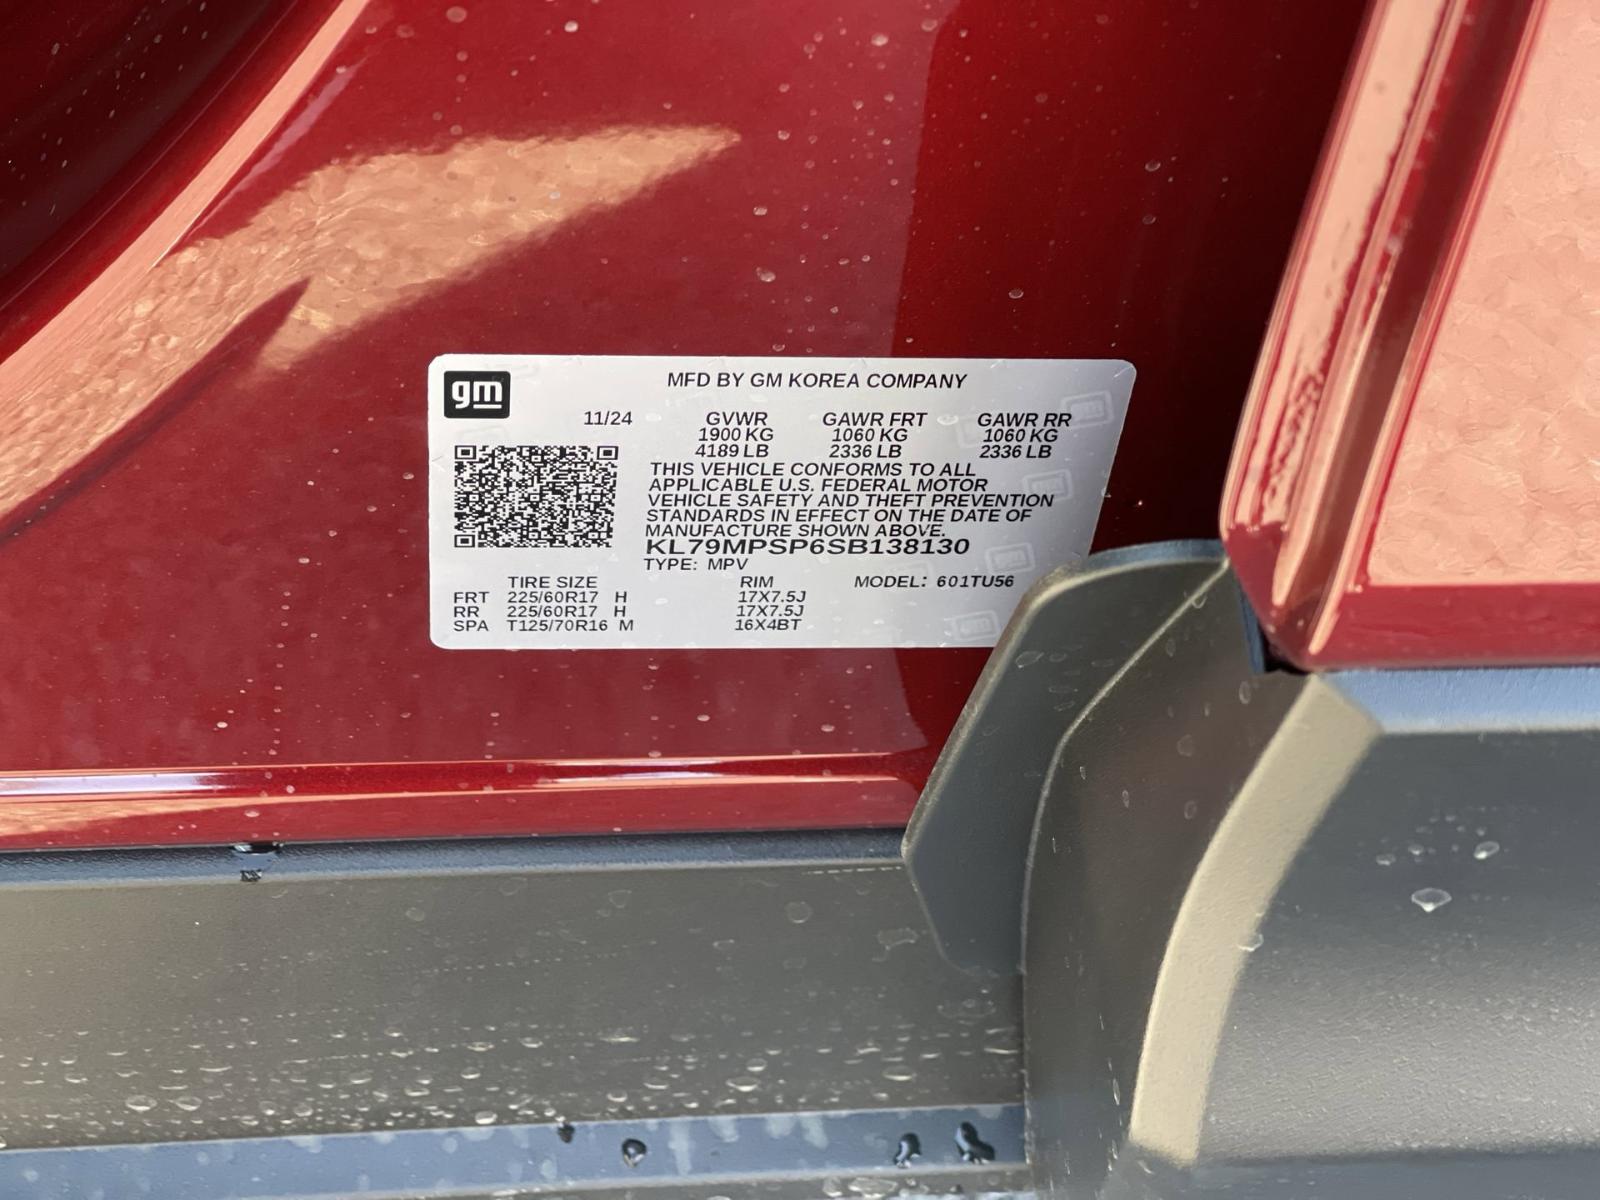 gm
MFD BY GM KOREA COMPANY
11/24 GVWR GAWR FRT GAWR RR
1900 KG 1060 KG 1060 KG
4189 LB 2336 LB 2336 LB
THIS VEHICLE CONFORMS TO ALL
APPLICABLE U.S. FEDERAL MOTOR
VEHICLE SAFETY AND THEFT PREVENTION
STANDARDS IN EFFECT ON THE DATE OF
MANUFACTURE SHOWN ABOVE.
KL79MPSP6SB138130
TYPE: MPV
TIRE SIZE RIM MODEL: 601TU56
FRT 225/60R17 H 17X7.5J
RR 225/60R17 H 17X7.5J
SPA T125/70R16 M 16X4BT